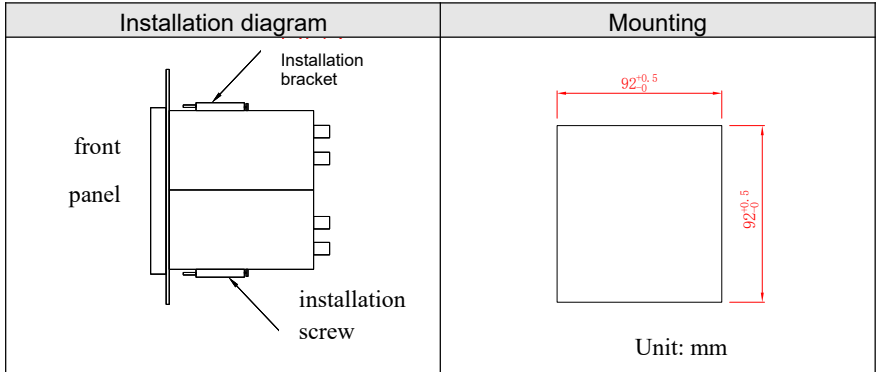 Installation diagram
Mounting
Installation
bracket
front
panel
installation
screw
92+0.5 -0
92+0.5 -0
Unit: mm